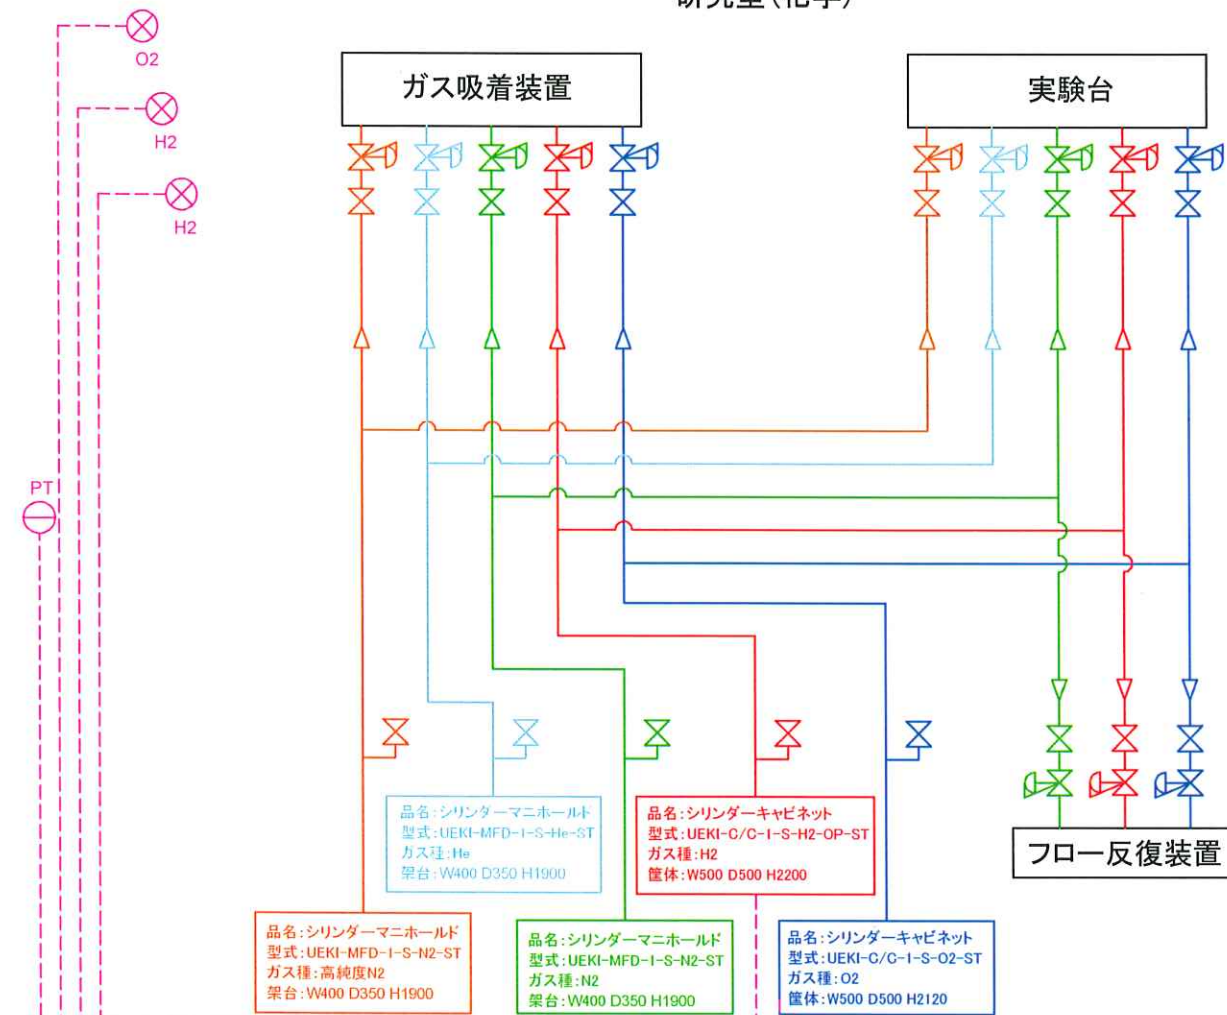 研究室(化学)
O2
H2
H2
PT
ガス吸着装置
実験台
フロー反復装置
品名:シリンダーマニホールド
型式:UEKI-MFD-1-S-He-ST
ガス種:He
架台:W400 D350 H1900
品名:シリンダーキャビネット
型式:UEKI-C/C-1-S-H2-OP-ST
ガス種:H2
筐体:W500 D500 H2200
品名:シリンダーマニホールド
型式:UEKI-MFD-1-S-N2-ST
ガス種:高純度N2
架台:W400 D350 H1900
品名:シリンダーマニホールド
型式:UEKI-MFD-1-S-N2-ST
ガス種:N2
架台:W400 D350 H1900
品名:シリンダーキャビネット
型式:UEKI-C/C-1-S-O2-ST
ガス種:O2
筐体:W500 D500 H2120